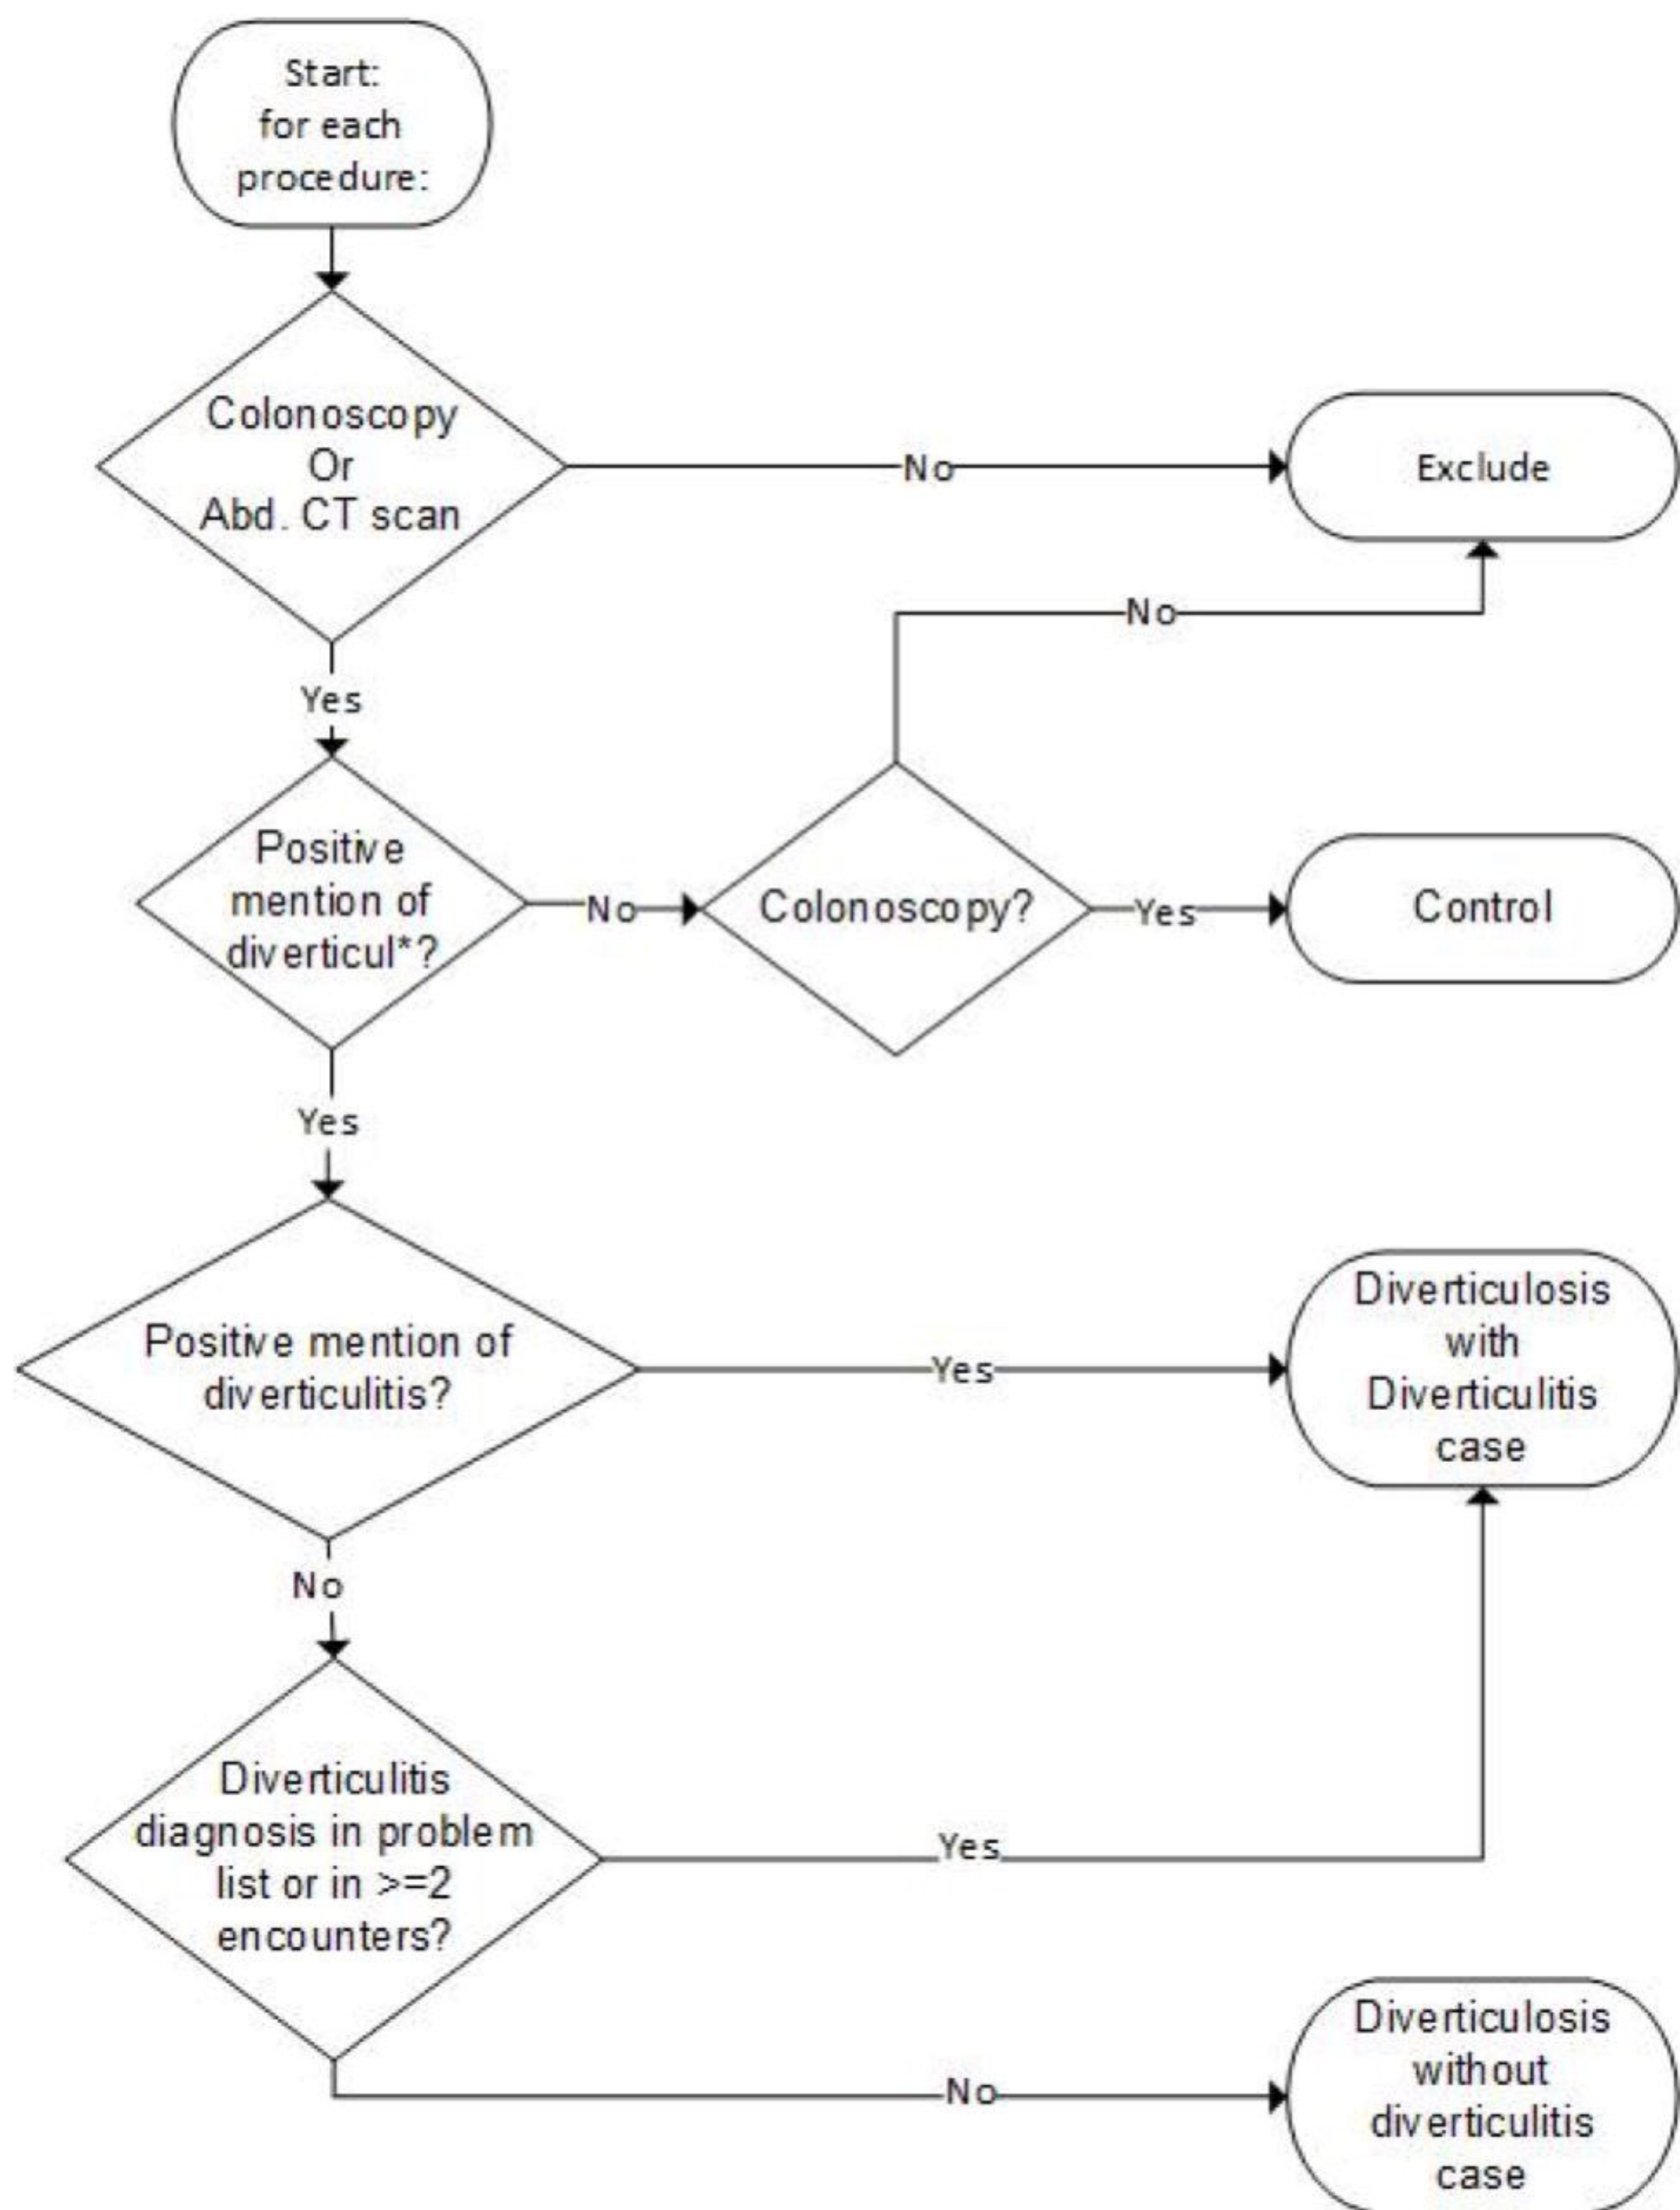 Start:
for each
procedure:
Colonoscopy
Or
Abd. CT scan
No
Exclude
No
Yes
Positive
mention of
diverticul*?
No
Colonoscopy?
Yes
Control
Yes
Positive mention of
diverticulitis?
Yes
Diverticulosis
with
Diverticulitis
case
No
Diverticulitis
diagnosis in problem
list or in >=2
encounters?
Yes
No
Diverticulosis
without
diverticulitis
case